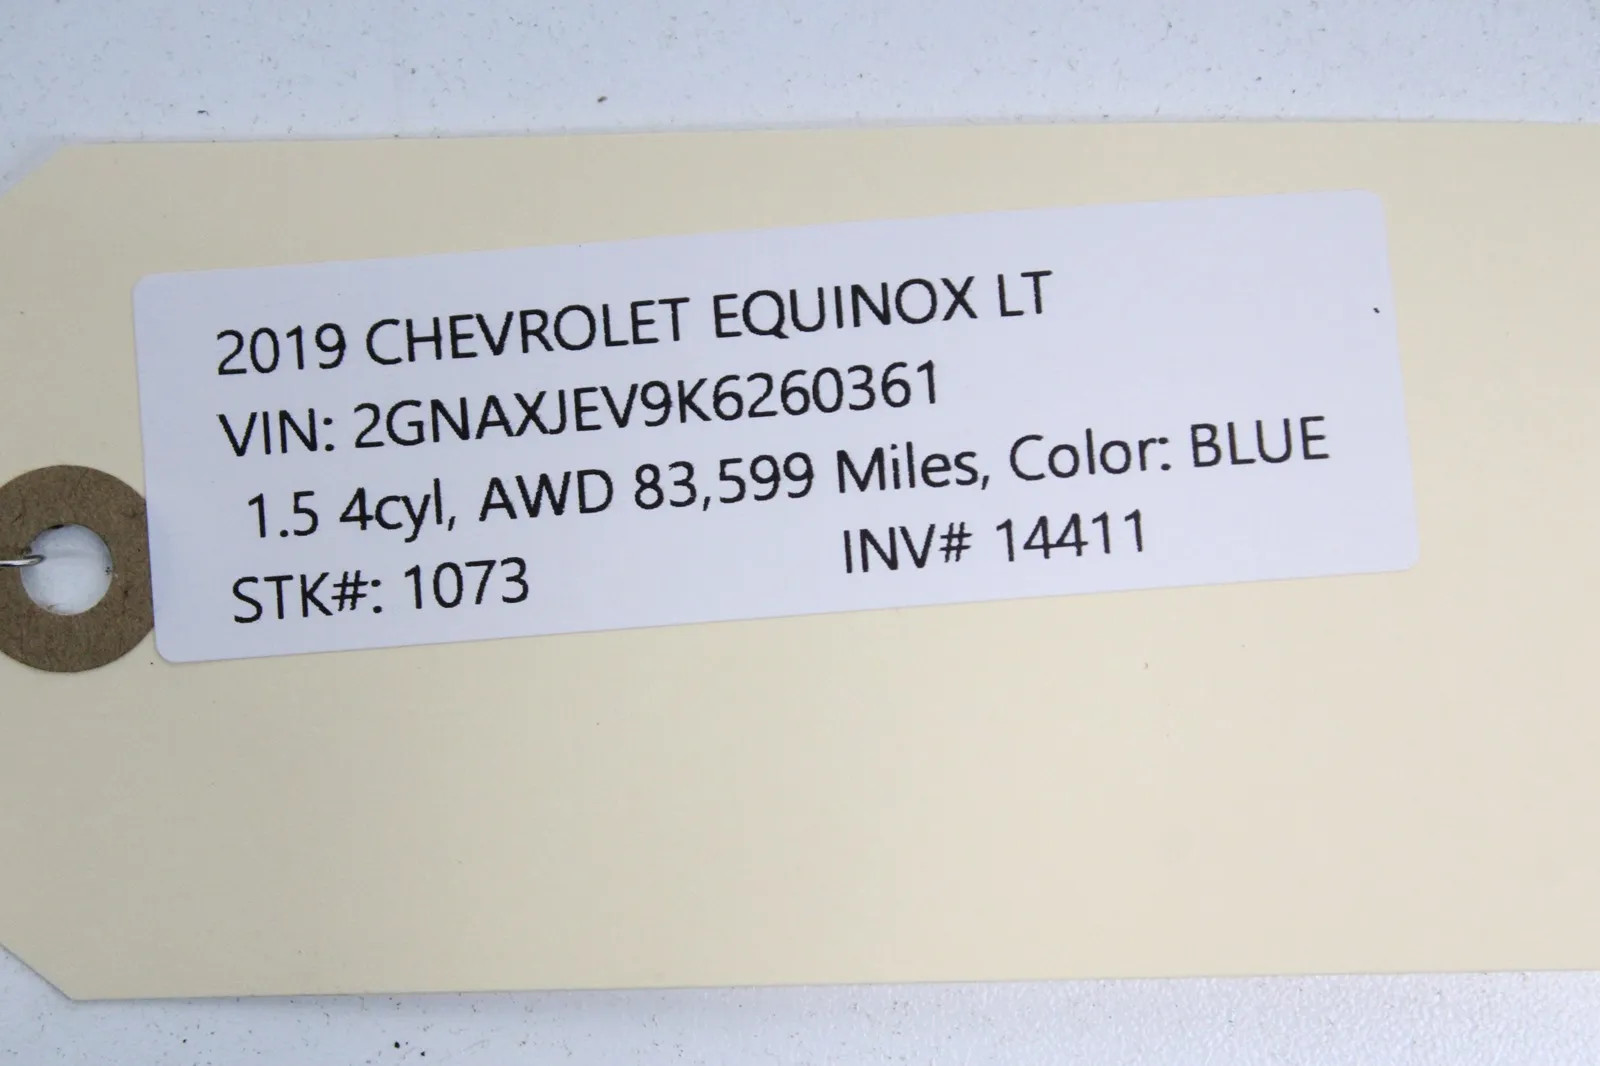 2019 CHEVROLET EQUINOX LT
VIN: 2GNAXJEV9K6260361
1.5 4cyl, AWD 83,599 Miles, Color: BLUE
STK#: 1073 INV# 14411